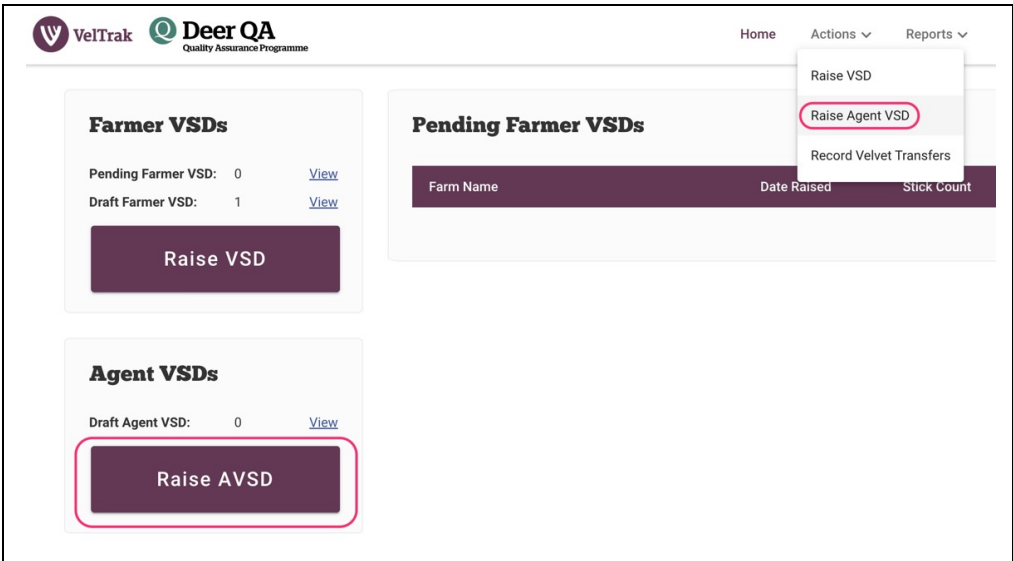 VelTrak
Deer QA
Quality Assurance Programme
Home
Actions
Reports
Raise VSD
Raise Agent VSD
Record Velvet Transfers
Farmer VSDs
Pending Farmer VSD: 0 View
Draft Farmer VSD: 1 View
Raise VSD
Pending Farmer VSDs
Farm Name Date Raised Stick Count
Agent VSDs
Draft Agent VSD: 0 View
Raise AVSD